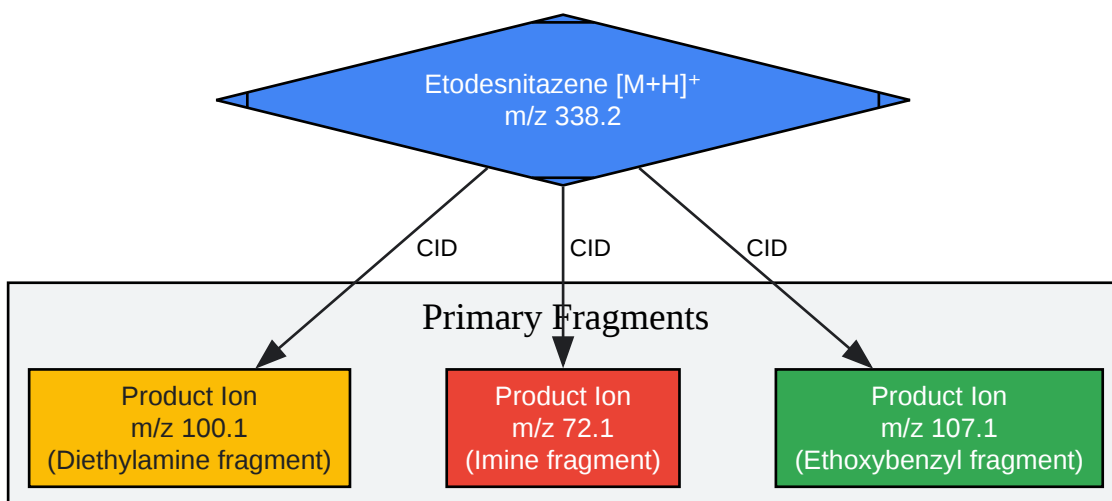 Etodesnitazene [M+H]⁺
m/z 338.2
CID
CID
CID
Primary Fragments
Product Ion
m/z 100.1
(Diethylamine fragment)
Product Ion
m/z 72.1
(Imine fragment)
Product Ion
m/z 107.1
(Ethoxybenzyl fragment)